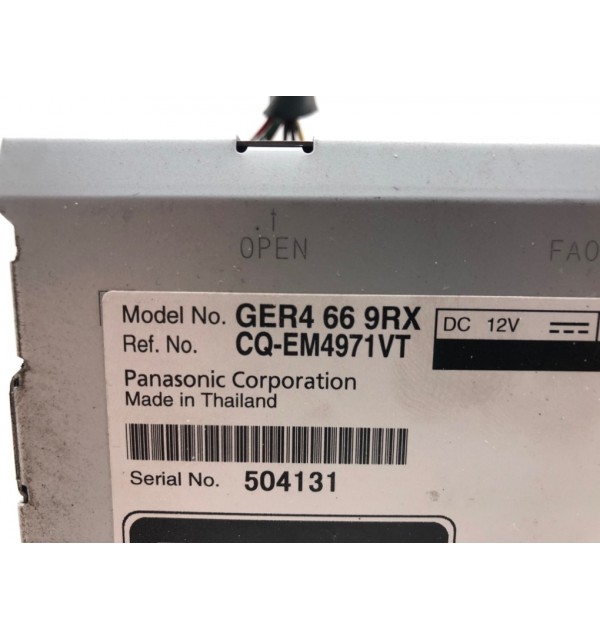 ↑
OPEN
FAO
Model No. GER4 66 9RX
DC 12V ⎓
Ref. No. CQ-EM4971VT
Panasonic Corporation
Made in Thailand
Serial No. 504131